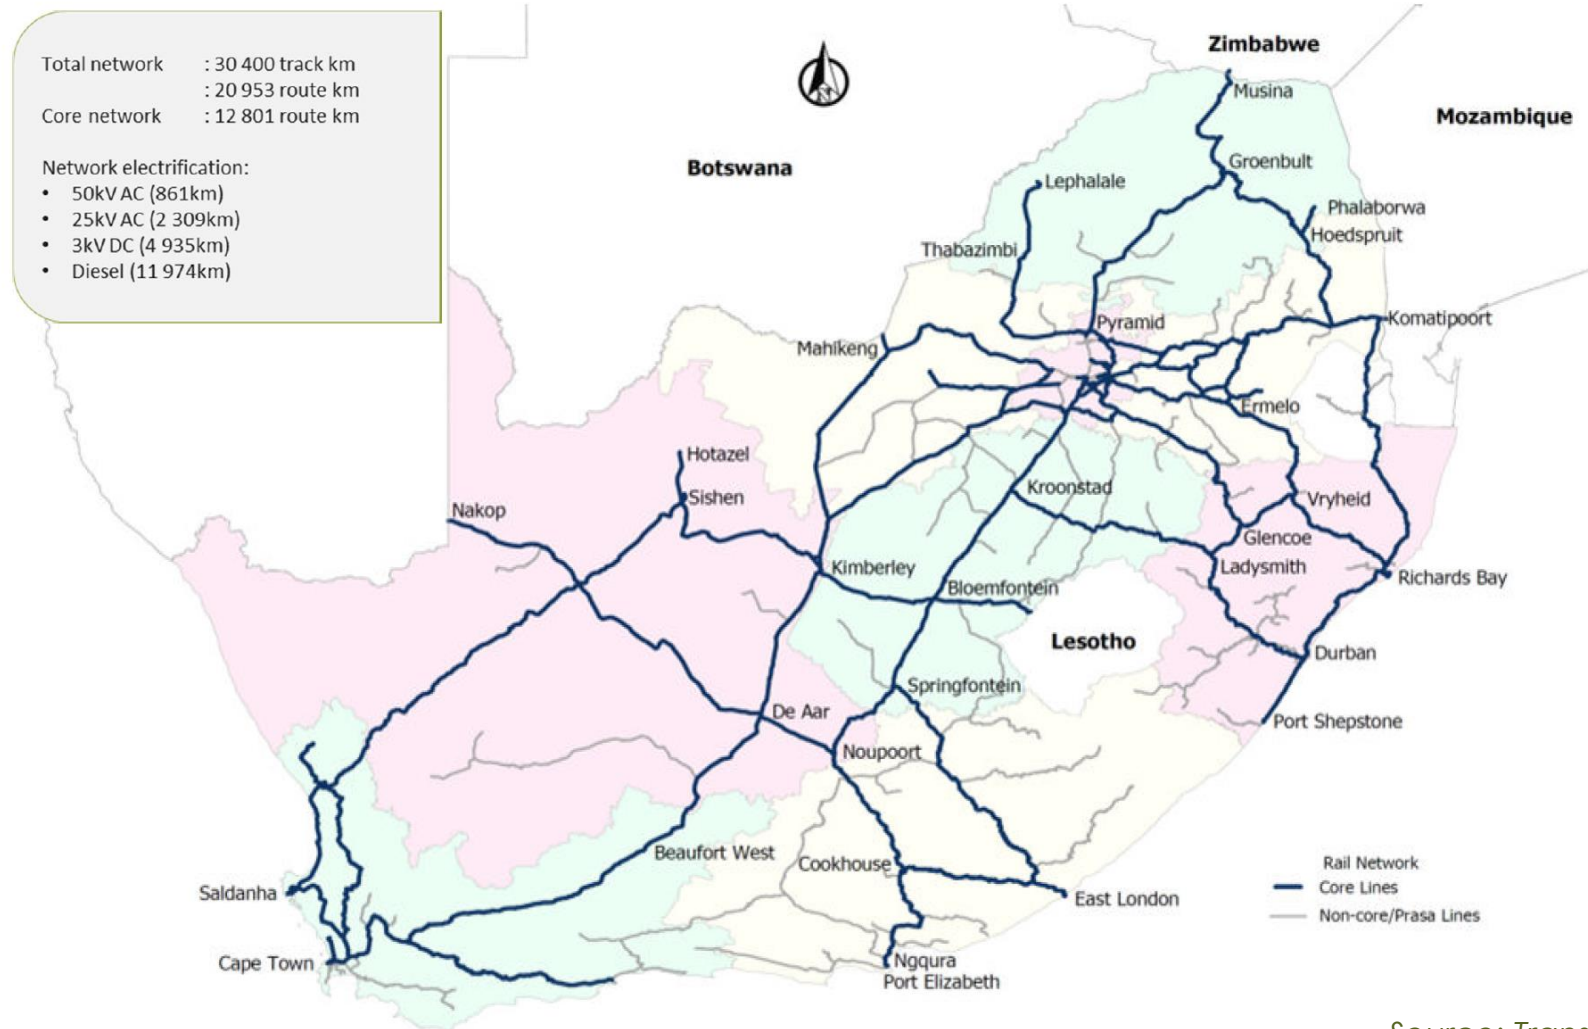 Total network : 30 400 track km
: 20 953 route km
Core network : 12 801 route km
Network electrification:
• 50kV AC (861km)
• 25kV AC (2 309km)
• 3kV DC (4 935km)
• Diesel (11 974km)
N
Zimbabwe
Musina
Mozambique
Botswana
Groenbult
Lephalale
Phalaborwa
Hoedspruit
Thabazimbi
Pyramid
Komatipoort
Mahikeng
Ermelo
Hotazel
Sishen
Kroonstad
Vryheid
Nakop
Glencoe
Ladysmith
Kimberley
Richards Bay
Bloemfontein
Lesotho
Durban
Springfontein
De Aar
Port Shepstone
Noupoort
Beaufort West
Cookhouse
Rail Network
Core Lines
Saldanha
East London
Non-core/Prasa Lines
Cape Town
Ngqura
Port Elizabeth